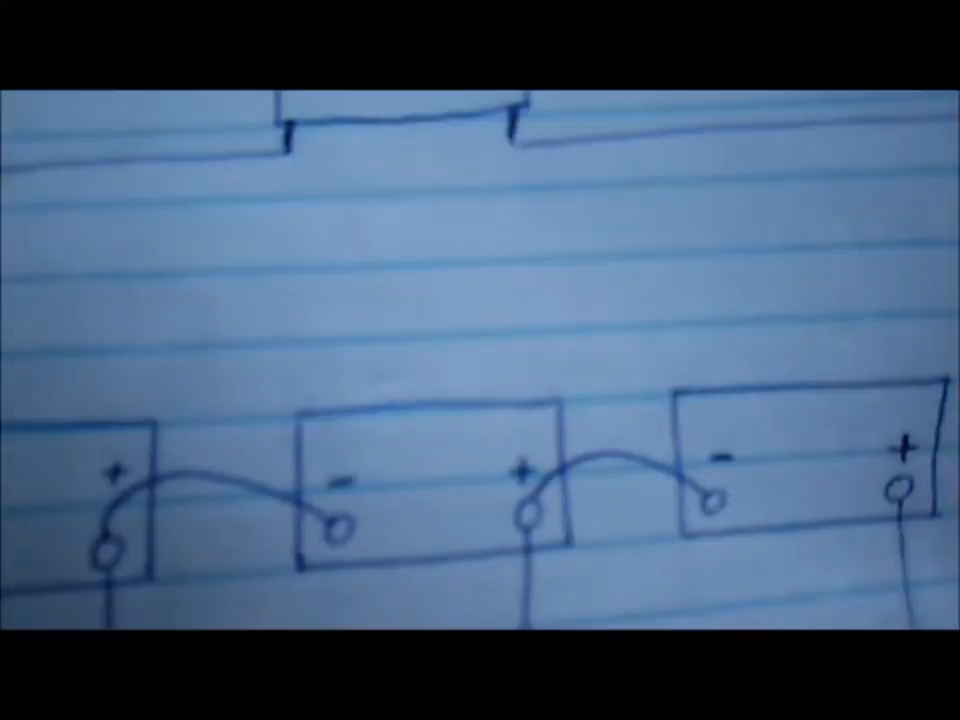 + - + - +